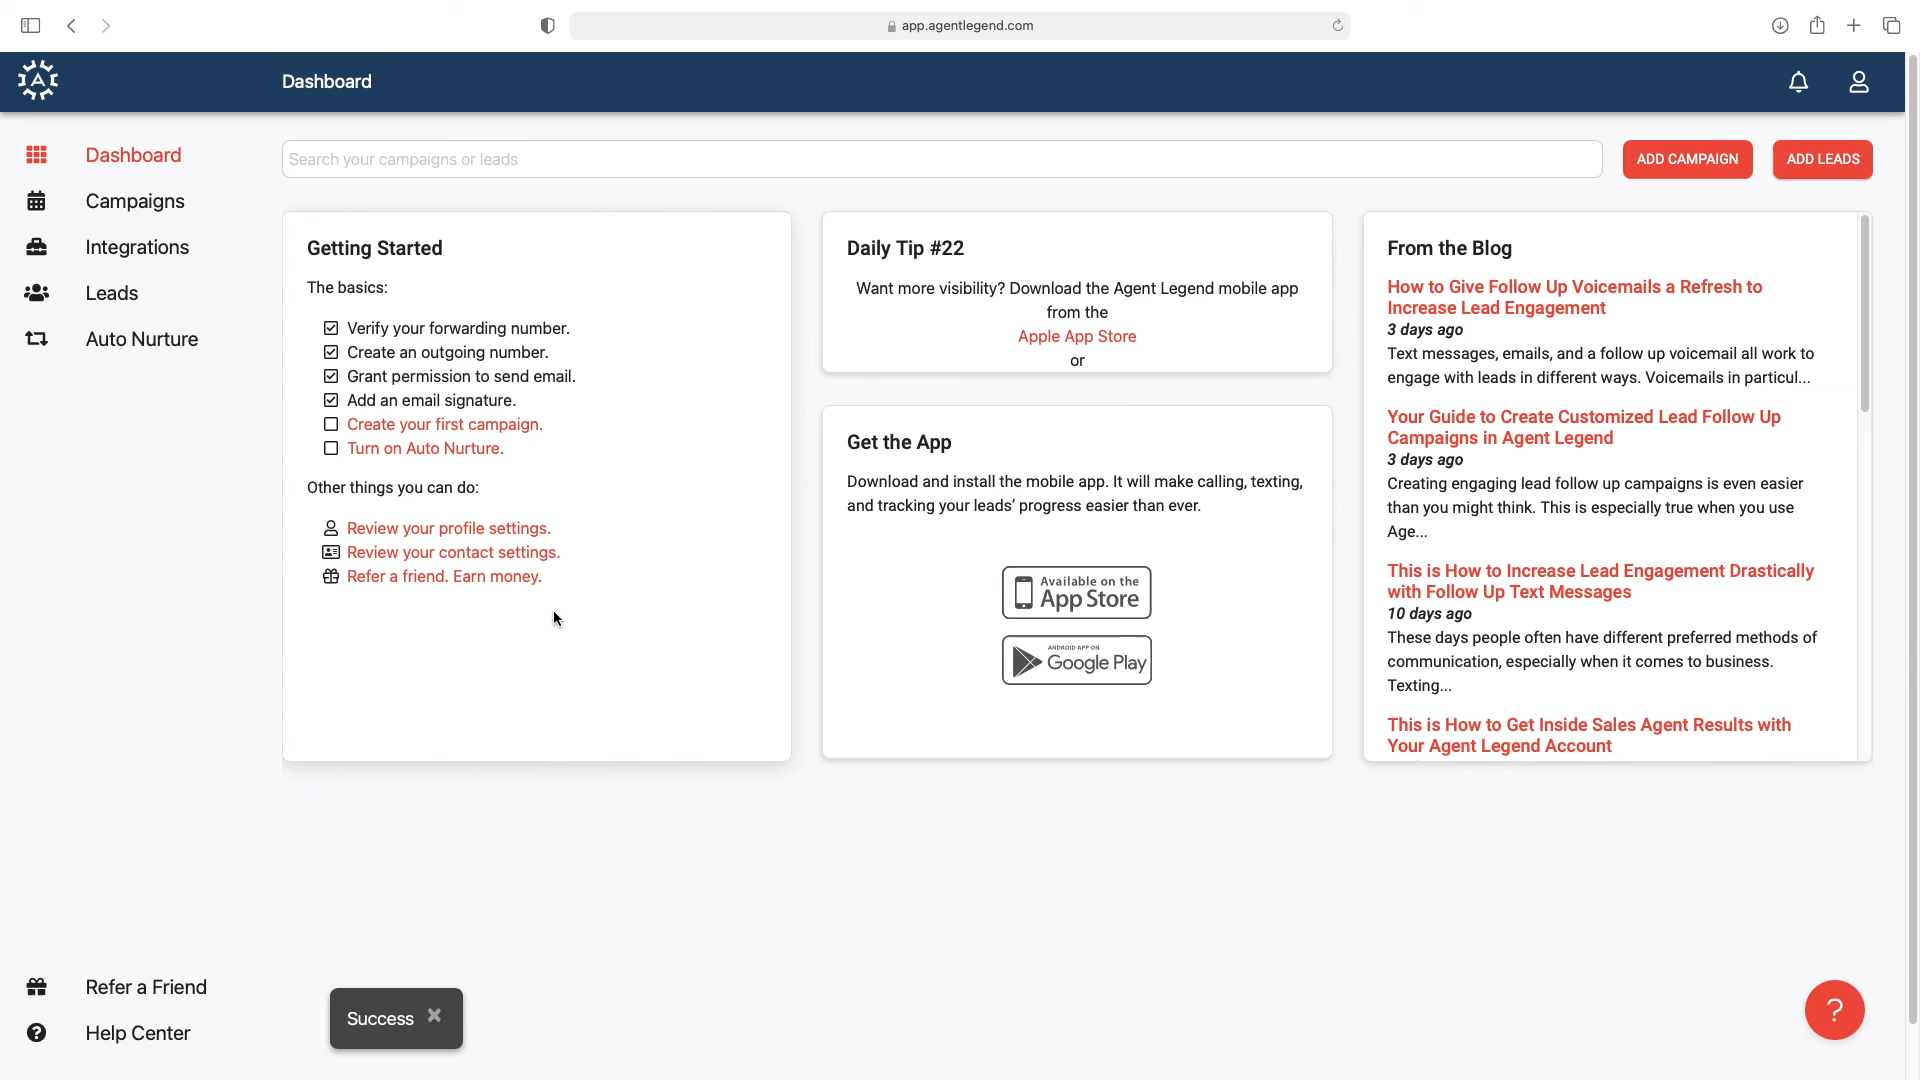 app.agentlegend.com
Dashboard
Dashboard
Campaigns
Integrations
Leads
Auto Nurture
Search your campaigns or leads
ADD CAMPAIGN
ADD LEADS
Getting Started
The basics:
Verify your forwarding number.
Create an outgoing number.
Grant permission to send email.
Add an email signature.
Create your first campaign.
Turn on Auto Nurture.
Other things you can do:
Review your profile settings.
Review your contact settings.
Refer a friend. Earn money.
Daily Tip #22
Want more visibility? Download the Agent Legend mobile app
from the
Apple App Store
or
Get the App
Download and install the mobile app. It will make calling, texting,
and tracking your leads’ progress easier than ever.
Available on the
App Store
ANDROID APP ON
Google Play
From the Blog
How to Give Follow Up Voicemails a Refresh to
Increase Lead Engagement
3 days ago
Text messages, emails, and a follow up voicemail all work to
engage with leads in different ways. Voicemails in particul...
Your Guide to Create Customized Lead Follow Up
Campaigns in Agent Legend
3 days ago
Creating engaging lead follow up campaigns is even easier
than you might think. This is especially true when you use
Age...
This is How to Increase Lead Engagement Drastically
with Follow Up Text Messages
10 days ago
These days people often have different preferred methods of
communication, especially when it comes to business.
Texting...
This is How to Get Inside Sales Agent Results with
Your Agent Legend Account
Refer a Friend
Help Center
Success
?